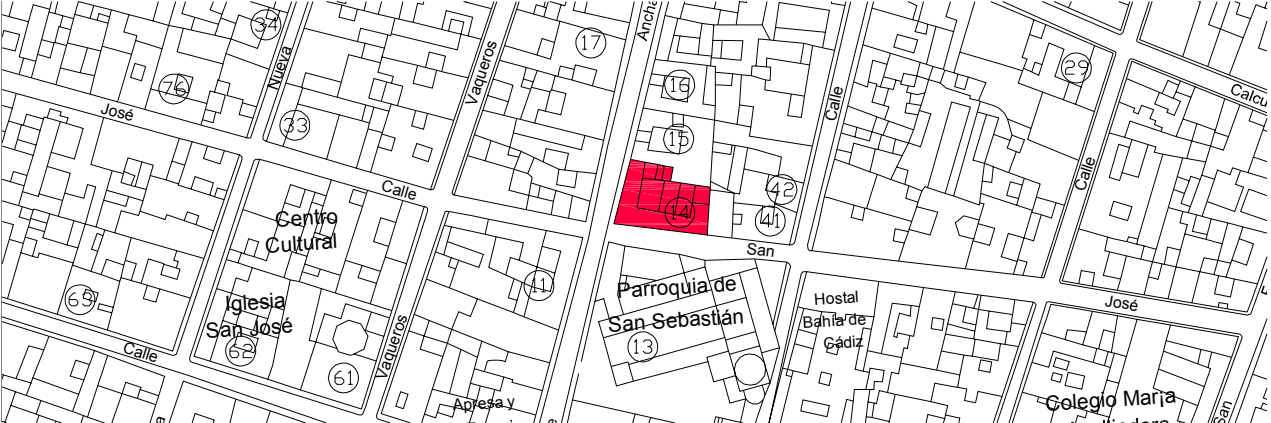 34
Nueva
Vaqueros
17
Ancha
16
Calle
29
Calcu
76
José
33
15
Calle
Calle
42
14
41
San
Centro
Cultural
Parroquia de
San Sebastián
13
11
Hostal
Bahía de
Cádiz
José
65
Iglesia
San José
62
Calle
61
Vaqueros
Apresa y
Colegio María
San